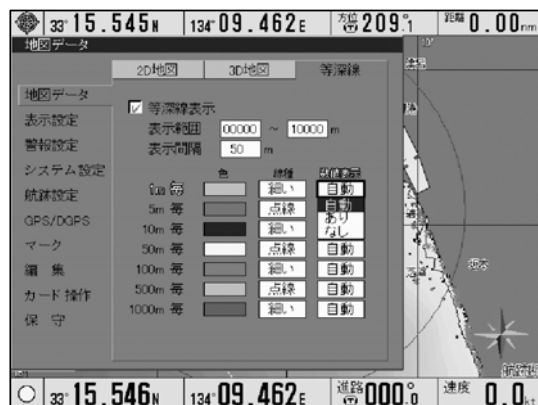 33° 15.545N 134° 09.462E 方位 209.°1 距離 0.00nm
地図データ
2D地図 3D地図 等深線
地図データ
表示設定
警報設定
システム設定
航跡設定
GPS/DGPS
マーク
編 集
カード操作
保 守
等深線表示
表示範囲 00000 ~ 10000 m
表示間隔 50 m
色 線種 数値表示
1m 毎 細い 自動
5m 毎 点線 自動
あり
10m 毎 細い なし
50m 毎 点線 自動
100m 毎 細い 自動
500m 毎 点線 自動
1000m 毎 細い 自動
10'
33° 15.546N 134° 09.462E 進路 000.°0 速度 0.0kt